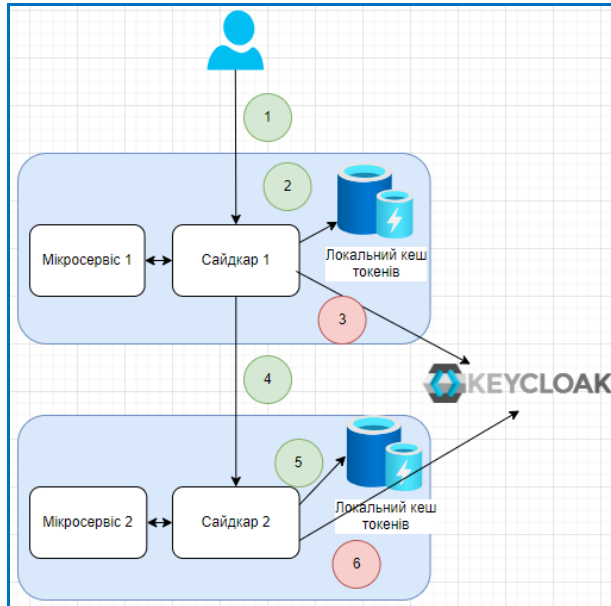 1
2
Мікросервіс 1
Сайдкар 1
Локальний кеш
токенів
3
KEYCLOAK
4
5
Мікросервіс 2
Сайдкар 2
Локальний кеш
токенів
6